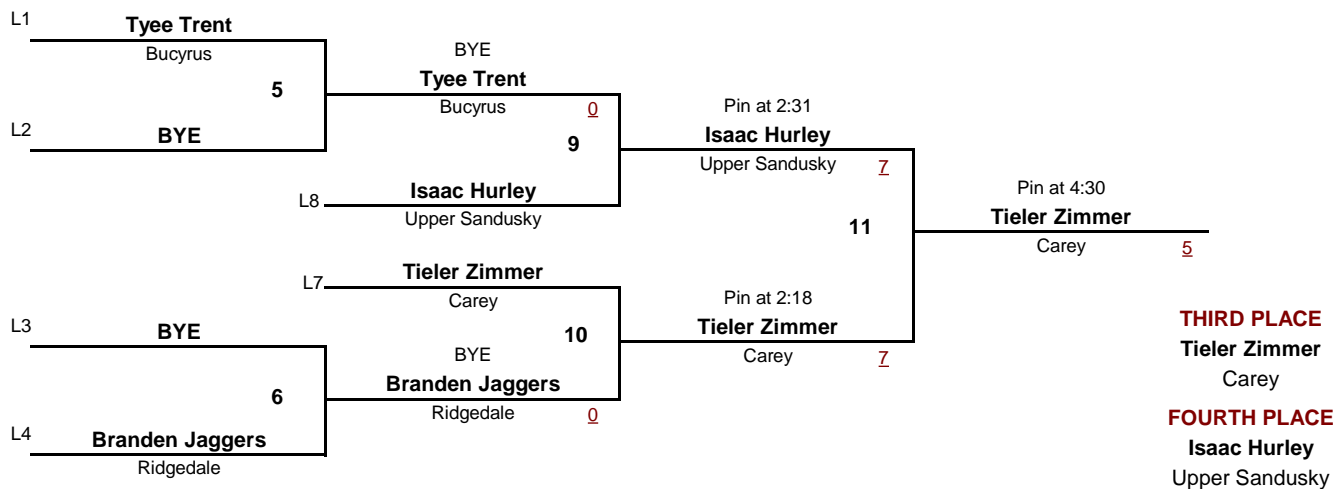 L1
Tyee Trent
Bucyrus
5
L2
BYE
BYE
Tyee Trent
Bucyrus
0
9
L8
Isaac Hurley
Upper Sandusky
Pin at 2:31
Isaac Hurley
Upper Sandusky
7
11
Pin at 4:30
Tieler Zimmer
Carey
5
L7
Tieler Zimmer
Carey
10
L3
BYE
6
L4
Branden Jaggers
Ridgedale
BYE
Branden Jaggers
Ridgedale
0
Pin at 2:18
Tieler Zimmer
Carey
7
THIRD PLACE
Tieler Zimmer
Carey
FOURTH PLACE
Isaac Hurley
Upper Sandusky